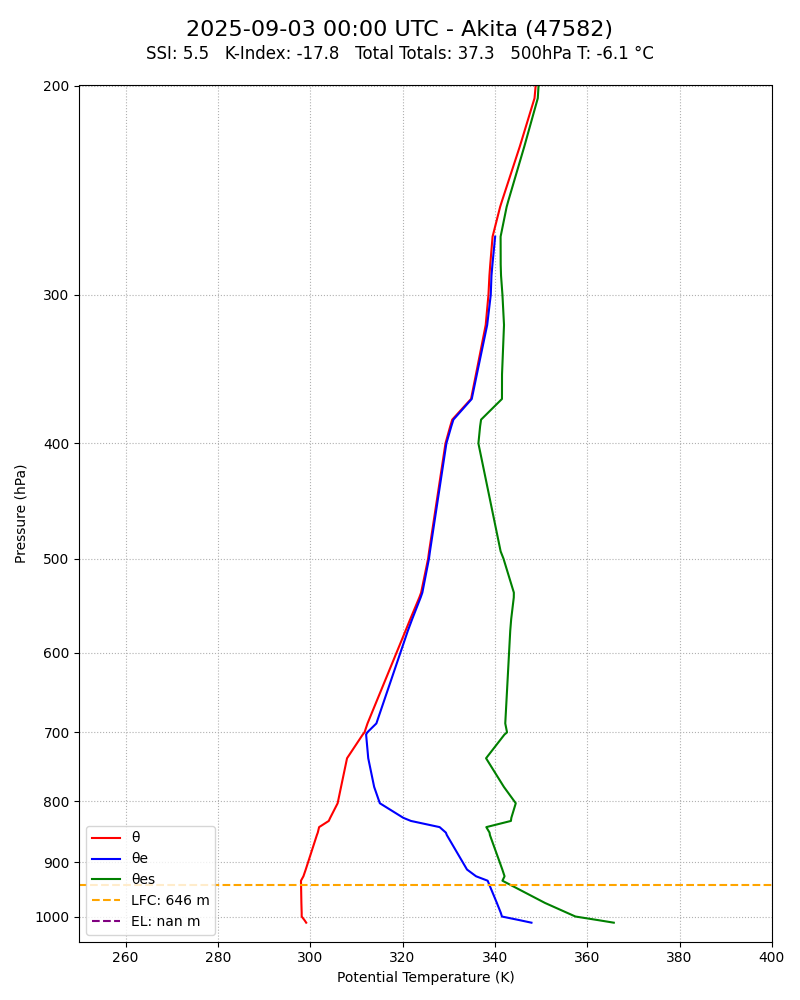 2025-09-03 00:00 UTC - Akita (47582)
SSI: 5.5   K-Index: -17.8   Total Totals: 37.3   500hPa T: -6.1 °C
200
300
400
500
600
700
800
900
1000
Pressure (hPa)
θ
θe
θes
LFC: 646 m
EL: nan m
260
280
300
320
340
360
380
400
Potential Temperature (K)